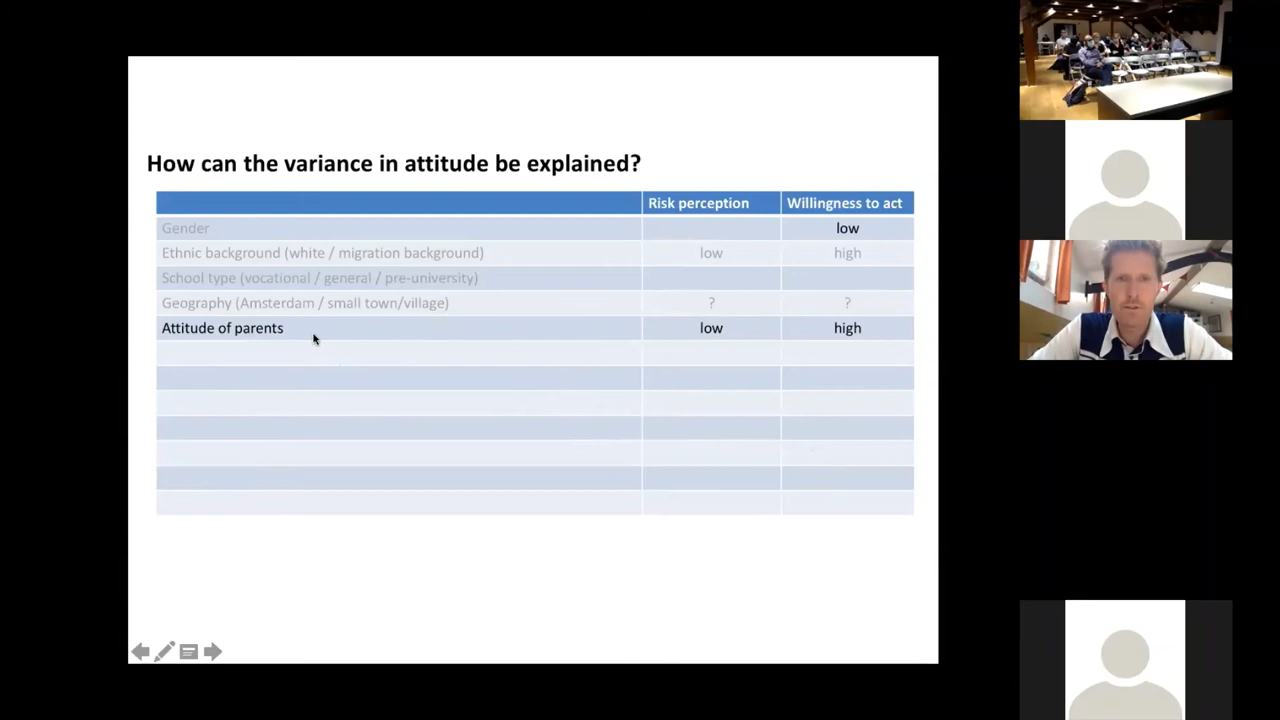 How can the variance in attitude be explained?
Risk perception Willingness to act
Gender low
Ethnic background (white / migration background) low high
School type (vocational / general / pre-university)
Geography (Amsterdam / small town/village) ? ?
Attitude of parents low high